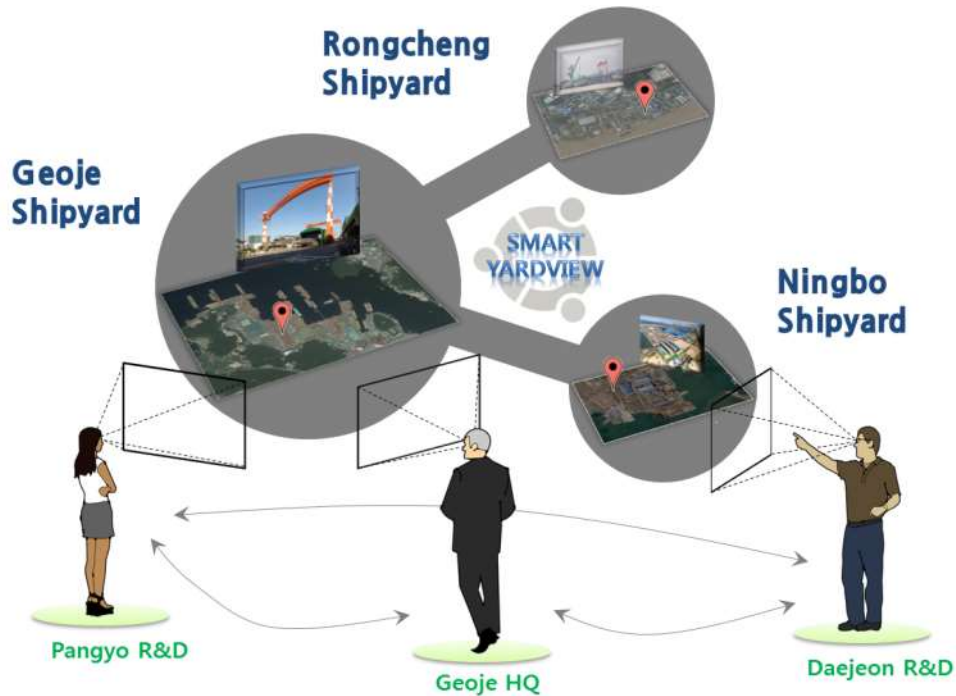 Rongcheng
Shipyard
Geoje
Shipyard
SMART
YARDVIEW
Ningbo
Shipyard
Pangyo R&D
Geoje HQ
Daejeon R&D